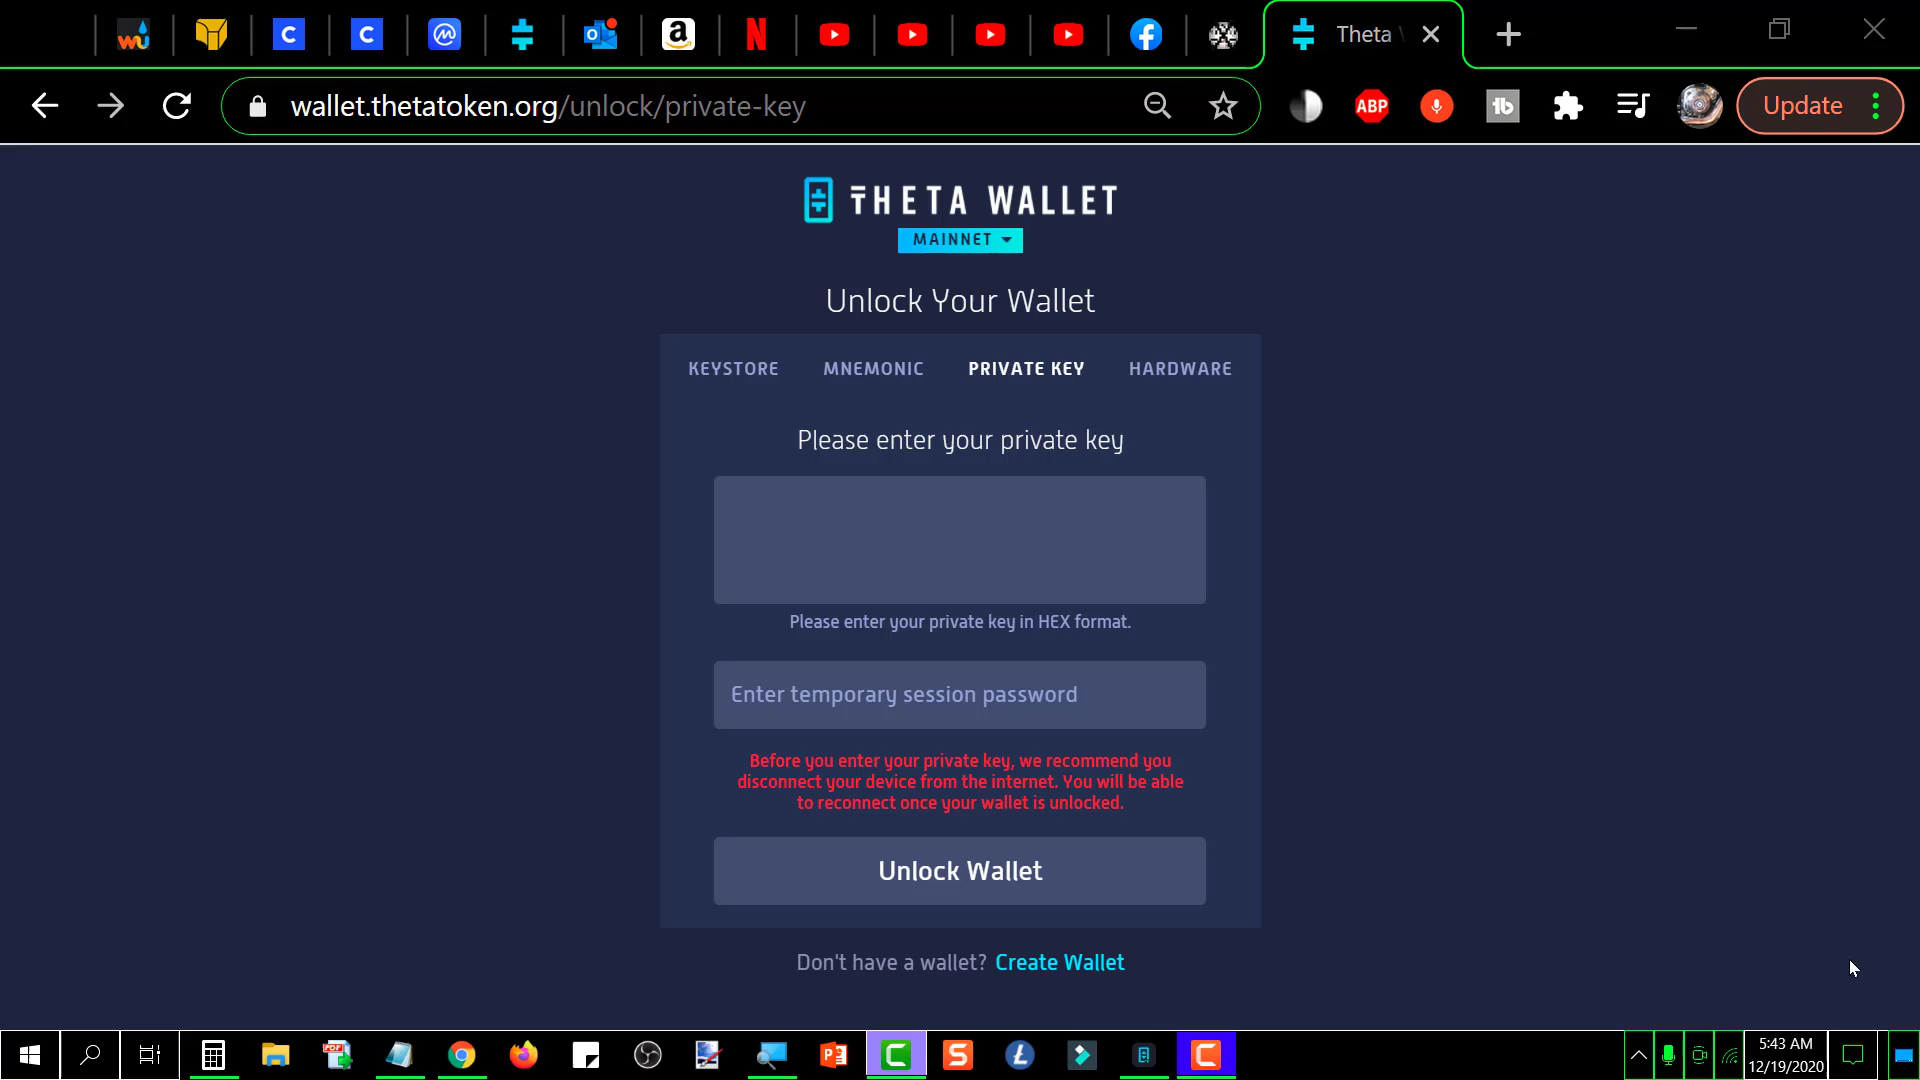 Theta
wallet.thetatoken.org/unlock/private-key
ABP
Update
THETA WALLET
MAINNET
Unlock Your Wallet
KEYSTORE MNEMONIC PRIVATE KEY HARDWARE
Please enter your private key
Please enter your private key in HEX format.
Enter temporary session password
Before you enter your private key, we recommend you
disconnect your device from the internet. You will be able
to reconnect once your wallet is unlocked.
Unlock Wallet
Don't have a wallet? Create Wallet
5:43 AM
12/19/2020